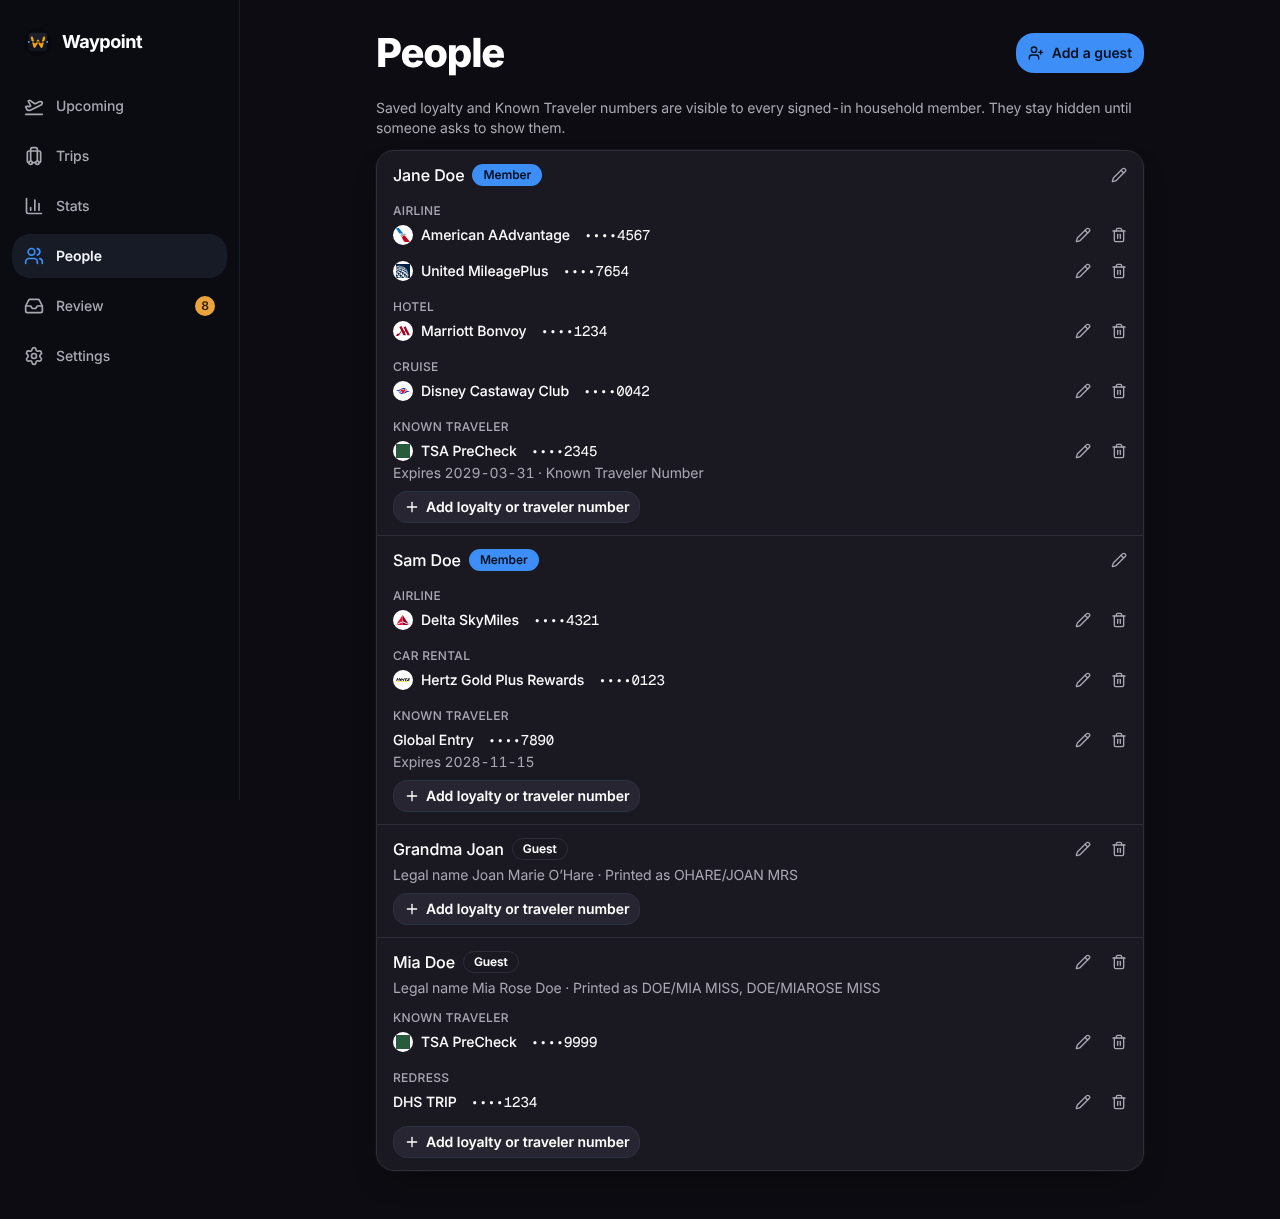 Waypoint
Upcoming
Trips
Stats
People
Review 8
Settings
People
Add a guest
Saved loyalty and Known Traveler numbers are visible to every signed-in household member. They stay hidden until
someone asks to show them.
Jane Doe Member
AIRLINE
American AAdvantage ••••4567
United MileagePlus ••••7654
HOTEL
Marriott Bonvoy ••••1234
CRUISE
Disney Castaway Club ••••0042
KNOWN TRAVELER
TSA PreCheck ••••2345
Expires 2029-03-31 · Known Traveler Number
+ Add loyalty or traveler number
Sam Doe Member
AIRLINE
Delta SkyMiles ••••4321
CAR RENTAL
Hertz Hertz Gold Plus Rewards ••••0123
KNOWN TRAVELER
Global Entry ••••7890
Expires 2028-11-15
+ Add loyalty or traveler number
Grandma Joan Guest
Legal name Joan Marie O’Hare · Printed as OHARE/JOAN MRS
+ Add loyalty or traveler number
Mia Doe Guest
Legal name Mia Rose Doe · Printed as DOE/MIA MISS, DOE/MIAROSE MISS
KNOWN TRAVELER
TSA PreCheck ••••9999
REDRESS
DHS TRIP ••••1234
+ Add loyalty or traveler number